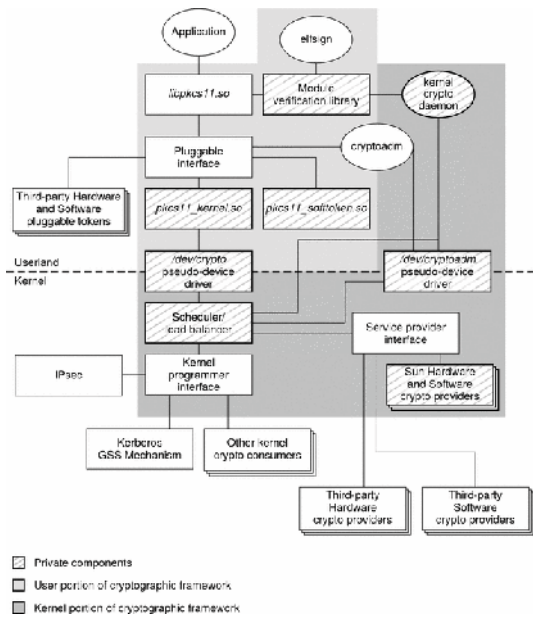 Application
elfsign
libpkcs11.so
Module
verification library
kernel
crypto
daemon
Pluggable
interface
cryptoadm
Third-party Hardware
and Software
pluggable tokens
pkcs11_kernel.so
pkcs11_softtoken.so
Userland
Kernel
/dev/crypto
pseudo-device
driver
/dev/cryptoadm
pseudo-device
driver
Scheduler/
load balancer
Service provider
interface
IPsec
Kernel
programmer
interface
Sun Hardware
and Software
crypto providers
Kerberos
GSS Mechanism
Other kernel
crypto consumers
Third-party
Hardware
crypto providers
Third-party
Software
crypto providers
Private components
User portion of cryptographic framework
Kernel portion of cryptographic framework